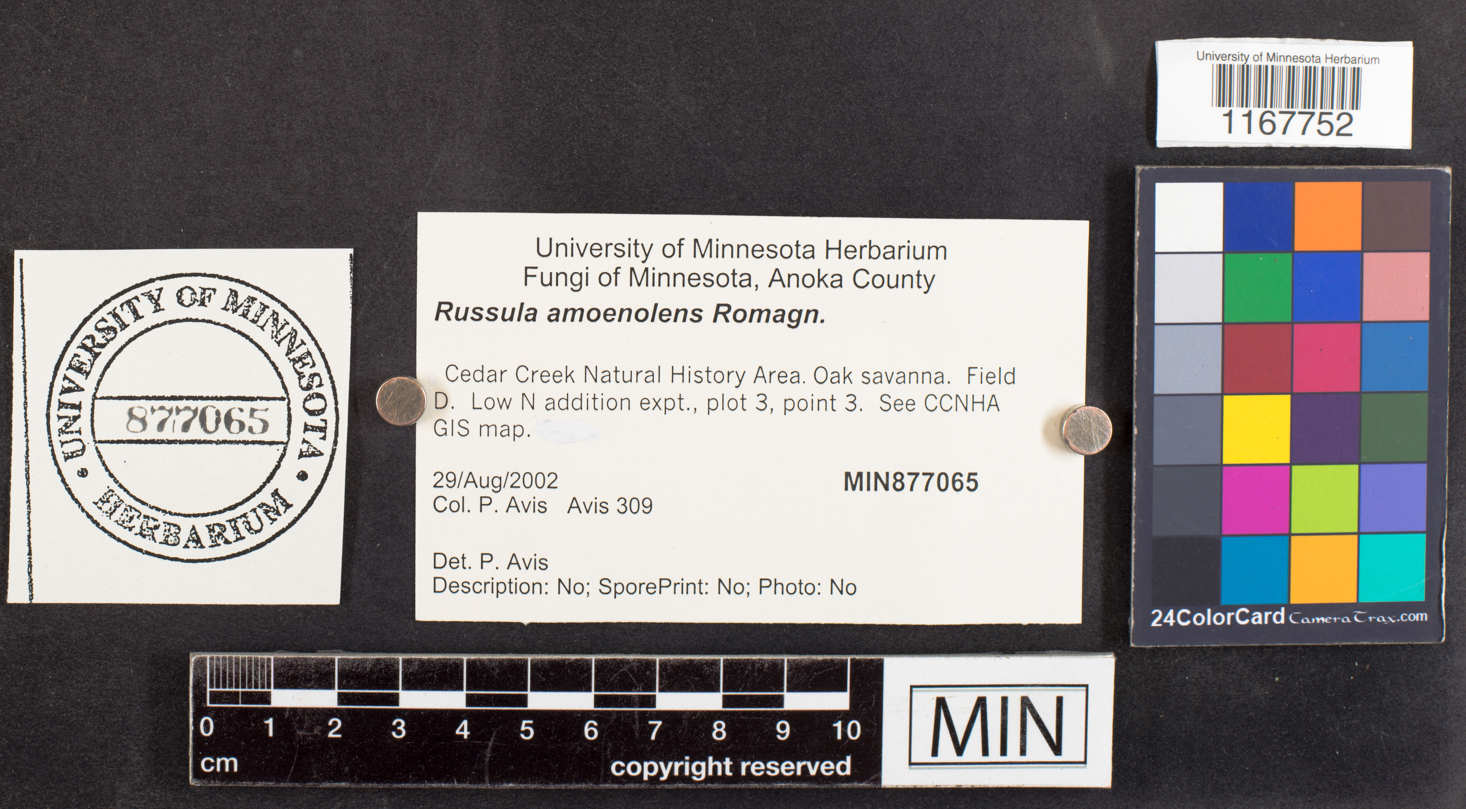 University of Minnesota Herbarium
1167752
University of Minnesota Herbarium
Fungi of Minnesota, Anoka County
Russula amoenolens Romagn.
Cedar Creek Natural History Area. Oak savanna. Field
D. Low N addition expt., plot 3, point 3. See CCNHA
GIS map.
29/Aug/2002 MIN877065
Col. P. Avis Avis 309
Det. P. Avis
Description: No; SporePrint: No; Photo: No
UNIVERSITY OF MINNESOTA
877065
HERBARIUM
24ColorCard CameraTrax.com
0 1 2 3 4 5 6 7 8 9 10
cm copyright reserved
MIN